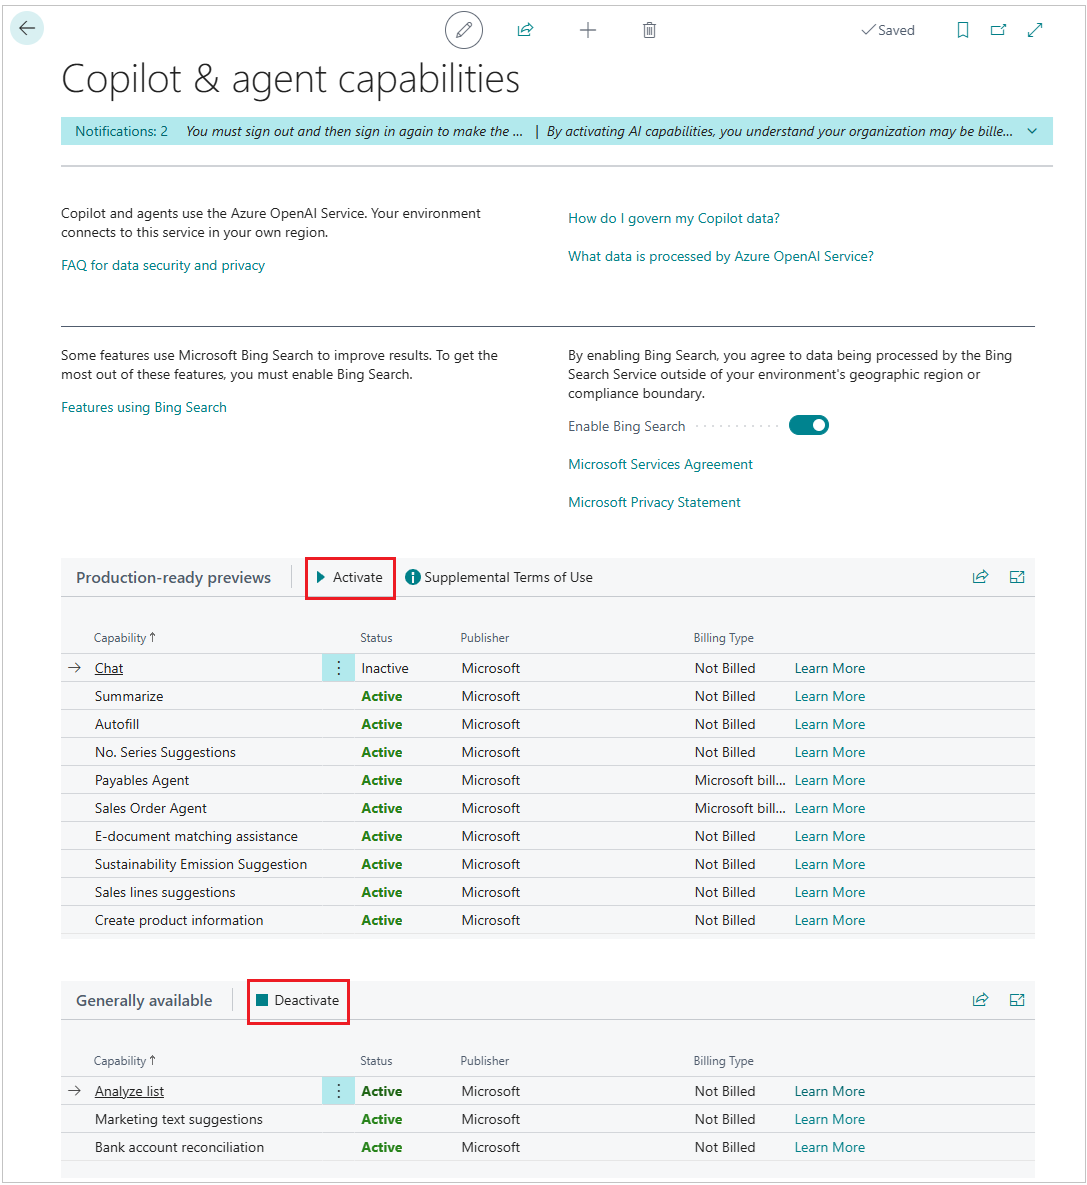 Saved
Copilot & agent capabilities
Notifications: 2 You must sign out and then sign in again to make the ... | By activating AI capabilities, you understand your organization may be bille...
Copilot and agents use the Azure OpenAI Service. Your environment
connects to this service in your own region.
FAQ for data security and privacy
How do I govern my Copilot data?
What data is processed by Azure OpenAI Service?
Some features use Microsoft Bing Search to improve results. To get the
most out of these features, you must enable Bing Search.
Features using Bing Search
By enabling Bing Search, you agree to data being processed by the Bing
Search Service outside of your environment's geographic region or
compliance boundary.
Enable Bing Search
Microsoft Services Agreement
Microsoft Privacy Statement
Production-ready previews Activate Supplemental Terms of Use
Capability ↑ Status Publisher Billing Type
Chat Inactive Microsoft Not Billed Learn More
Summarize Active Microsoft Not Billed Learn More
Autofill Active Microsoft Not Billed Learn More
No. Series Suggestions Active Microsoft Not Billed Learn More
Payables Agent Active Microsoft Microsoft bill... Learn More
Sales Order Agent Active Microsoft Microsoft bill... Learn More
E-document matching assistance Active Microsoft Not Billed Learn More
Sustainability Emission Suggestion Active Microsoft Not Billed Learn More
Sales lines suggestions Active Microsoft Not Billed Learn More
Create product information Active Microsoft Not Billed Learn More
Generally available Deactivate
Capability ↑ Status Publisher Billing Type
Analyze list Active Microsoft Not Billed Learn More
Marketing text suggestions Active Microsoft Not Billed Learn More
Bank account reconciliation Active Microsoft Not Billed Learn More